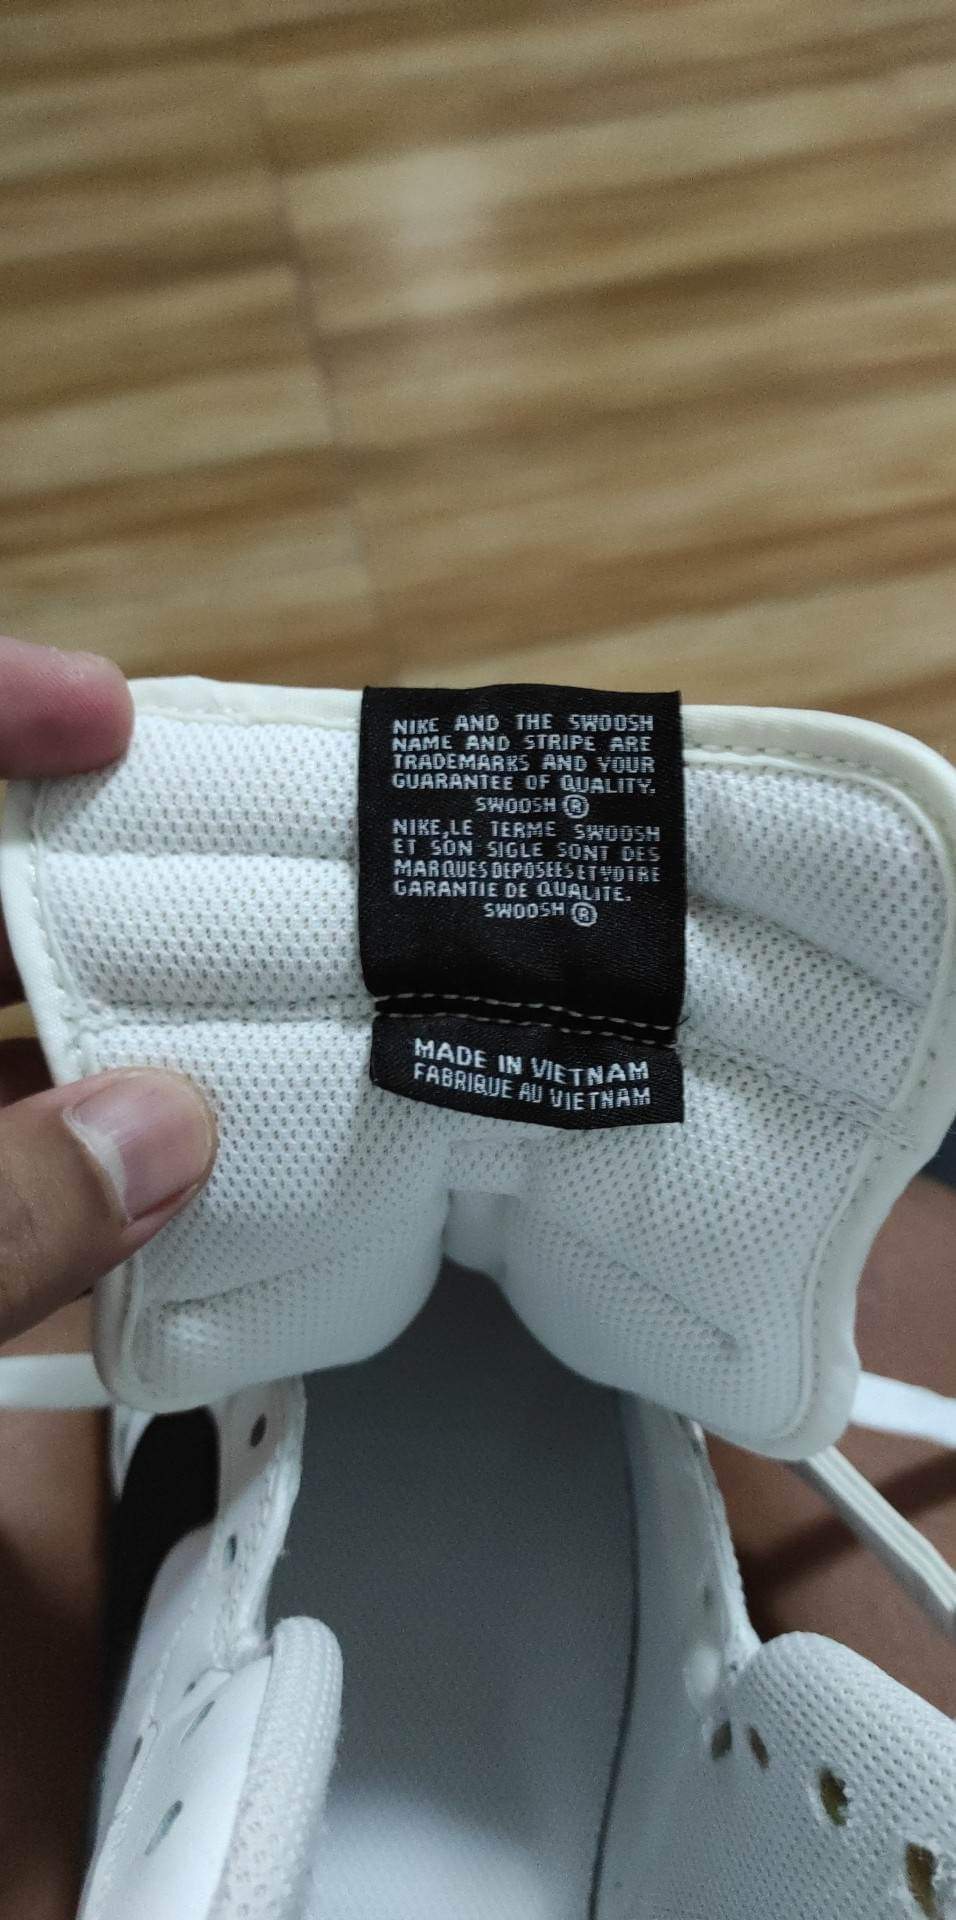 NIKE AND THE SWOOSH
NAME AND STRIPE ARE
TRADEMARKS AND YOUR
GUARANTEE OF QUALITY.
SWOOSH ®
NIKE,LE TERME SWOOSH
ET SON SIGLE SONT DES
MARQUES DEPOSEES ET VOTRE
GARANTIE DE QUALITE.
SWOOSH ®
MADE IN VIETNAM
FABRIQUE AU VIETNAM